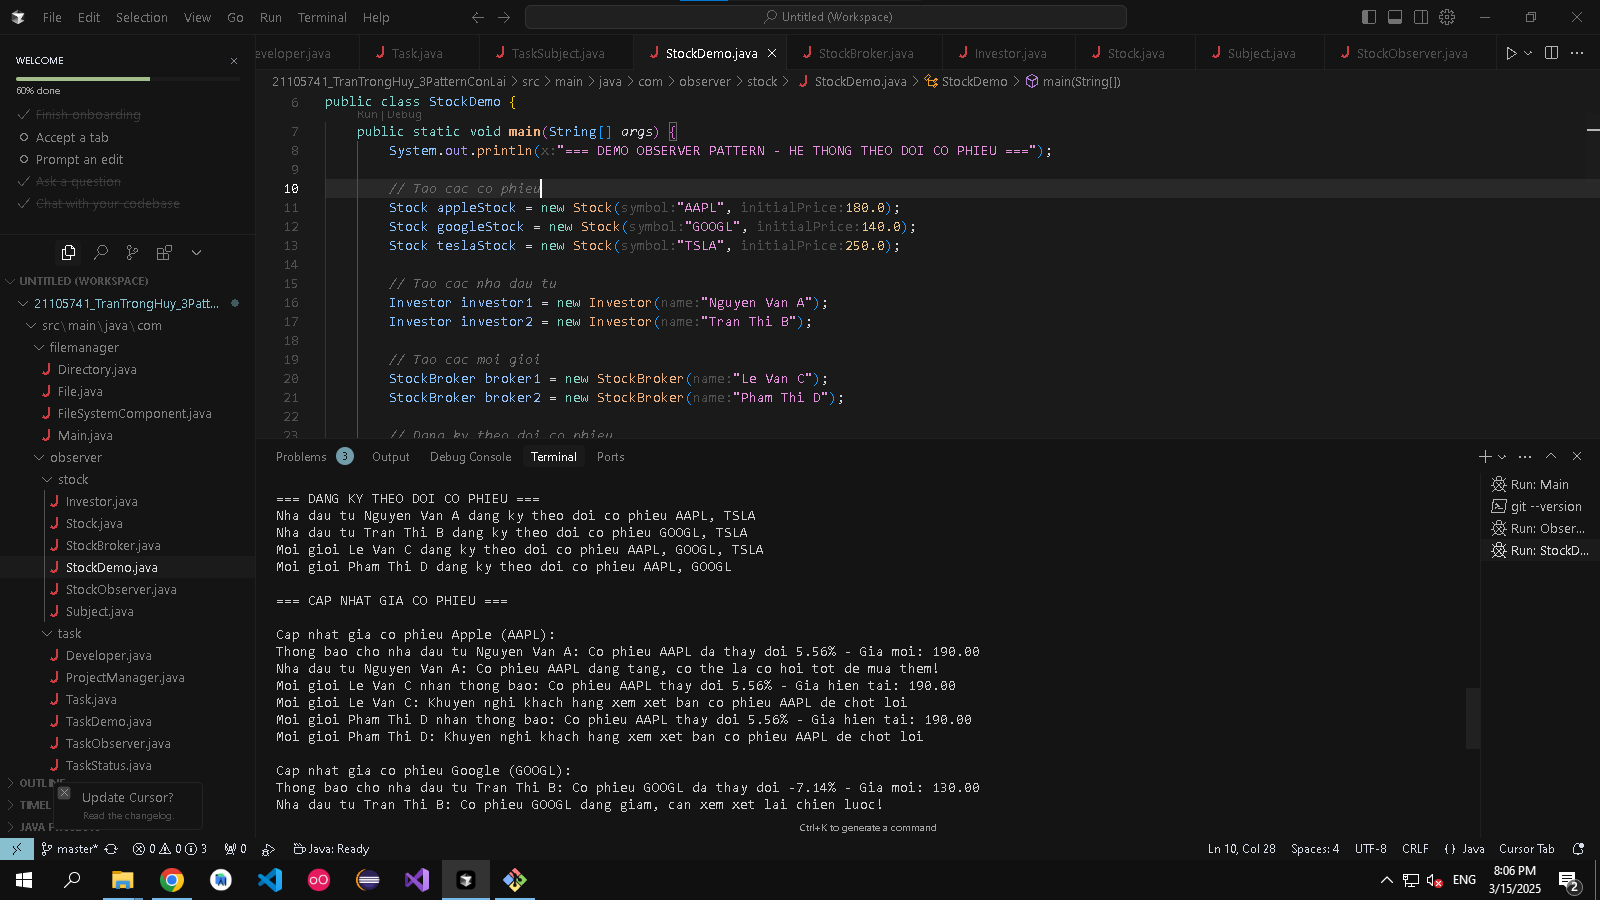 File Edit Selection View Go Run Terminal Help
Untitled (Workspace)
WELCOME
60% done
Finish onboarding
Accept a tab
Prompt an edit
Ask a question
Chat with your codebase
UNTITLED (WORKSPACE)
21105741_TranTrongHuy_3Patt...
src\main\java\com
filemanager
Directory.java
File.java
FileSystemComponent.java
Main.java
observer
stock
Investor.java
Stock.java
StockBroker.java
StockDemo.java
StockObserver.java
Subject.java
task
Developer.java
ProjectManager.java
Task.java
TaskDemo.java
TaskObserver.java
TaskStatus.java
OUTLINE
TIMEL
JAVA PROJECTS
Update Cursor?
Read the changelog.
eveloper.java Task.java TaskSubject.java StockDemo.java StockBroker.java Investor.java Stock.java Subject.java StockObserver.java
21105741_TranTrongHuy_3PatternConLai > src > main > java > com > observer > stock > StockDemo.java > StockDemo > main(String[])
6 public class StockDemo {
Run | Debug
7 public static void main(String[] args) {
8 System.out.println(x:"=== DEMO OBSERVER PATTERN - HE THONG THEO DOI CO PHIEU ===");
9
10 // Tao cac co phieu
11 Stock appleStock = new Stock(symbol:"AAPL", initialPrice:180.0);
12 Stock googleStock = new Stock(symbol:"GOOGL", initialPrice:140.0);
13 Stock teslaStock = new Stock(symbol:"TSLA", initialPrice:250.0);
14
15 // Tao cac nha dau tu
16 Investor investor1 = new Investor(name:"Nguyen Van A");
17 Investor investor2 = new Investor(name:"Tran Thi B");
18
19 // Tao cac moi gioi
20 StockBroker broker1 = new StockBroker(name:"Le Van C");
21 StockBroker broker2 = new StockBroker(name:"Pham Thi D");
22
23 // Dang ky theo doi co phieu
Problems 3 Output Debug Console Terminal Ports
=== DANG KY THEO DOI CO PHIEU ===
Nha dau tu Nguyen Van A dang ky theo doi co phieu AAPL, TSLA
Nha dau tu Tran Thi B dang ky theo doi co phieu GOOGL, TSLA
Moi gioi Le Van C dang ky theo doi co phieu AAPL, GOOGL, TSLA
Moi gioi Pham Thi D dang ky theo doi co phieu AAPL, GOOGL
=== CAP NHAT GIA CO PHIEU ===
Cap nhat gia co phieu Apple (AAPL):
Thong bao cho nha dau tu Nguyen Van A: Co phieu AAPL da thay doi 5.56% - Gia moi: 190.00
Nha dau tu Nguyen Van A: Co phieu AAPL dang tang, co the la co hoi tot de mua them!
Moi gioi Le Van C nhan thong bao: Co phieu AAPL thay doi 5.56% - Gia hien tai: 190.00
Moi gioi Le Van C: Khuyen nghi khach hang xem xet ban co phieu AAPL de chot loi
Moi gioi Pham Thi D nhan thong bao: Co phieu AAPL thay doi 5.56% - Gia hien tai: 190.00
Moi gioi Pham Thi D: Khuyen nghi khach hang xem xet ban co phieu AAPL de chot loi
Cap nhat gia co phieu Google (GOOGL):
Thong bao cho nha dau tu Tran Thi B: Co phieu GOOGL da thay doi -7.14% - Gia moi: 130.00
Nha dau tu Tran Thi B: Co phieu GOOGL dang giam, can xem xet lai chien luoc!
Ctrl+K to generate a command
Run: Main
git --version
Run: Obser...
Run: StockD...
master* 0 0 3 0 Java: Ready
Ln 10, Col 28 Spaces: 4 UTF-8 CRLF {} Java Cursor Tab
ENG
8:06 PM
3/15/2025
2